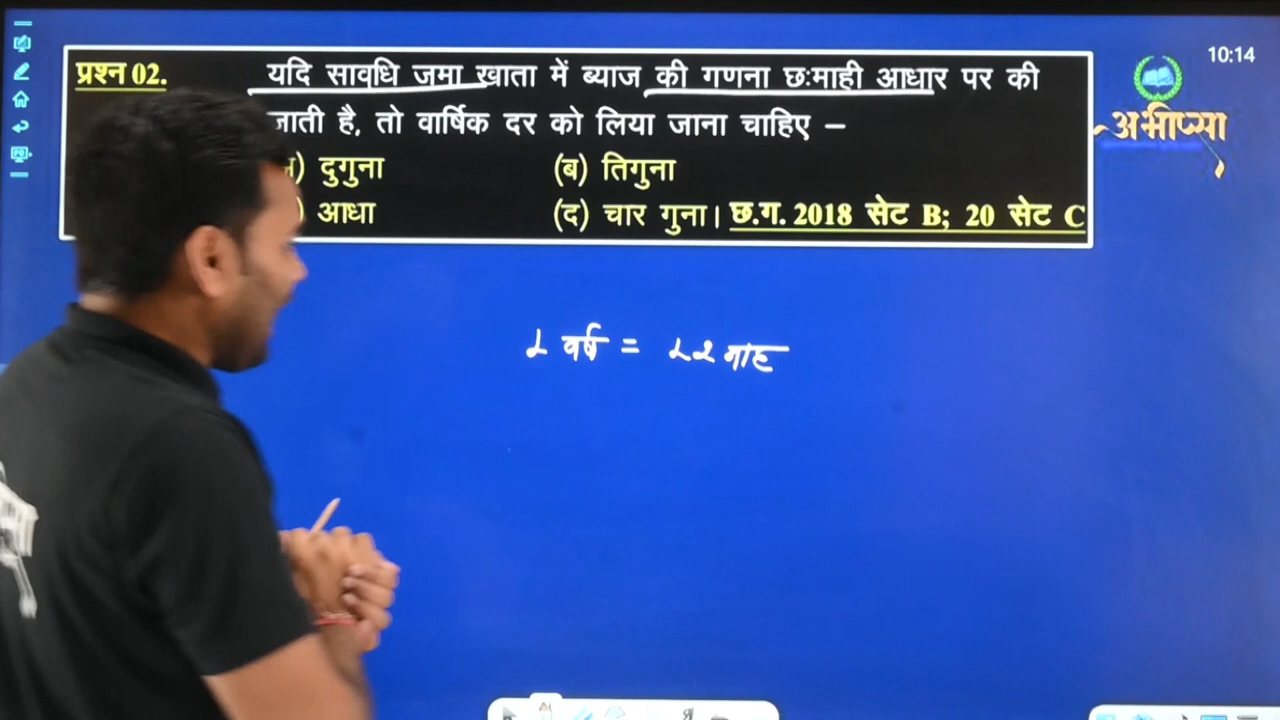 10:14
प्रश्न 02. यदि सावधि जमा खाता में ब्याज की गणना छःमाही आधार पर की
जाती है, तो वार्षिक दर को लिया जाना चाहिए –
दुगुना (ब) तिगुना
आधा (द) चार गुना। छ.ग. 2018 सेट B; 20 सेट C
अभीप्सा
1 वर्ष = 12 माह